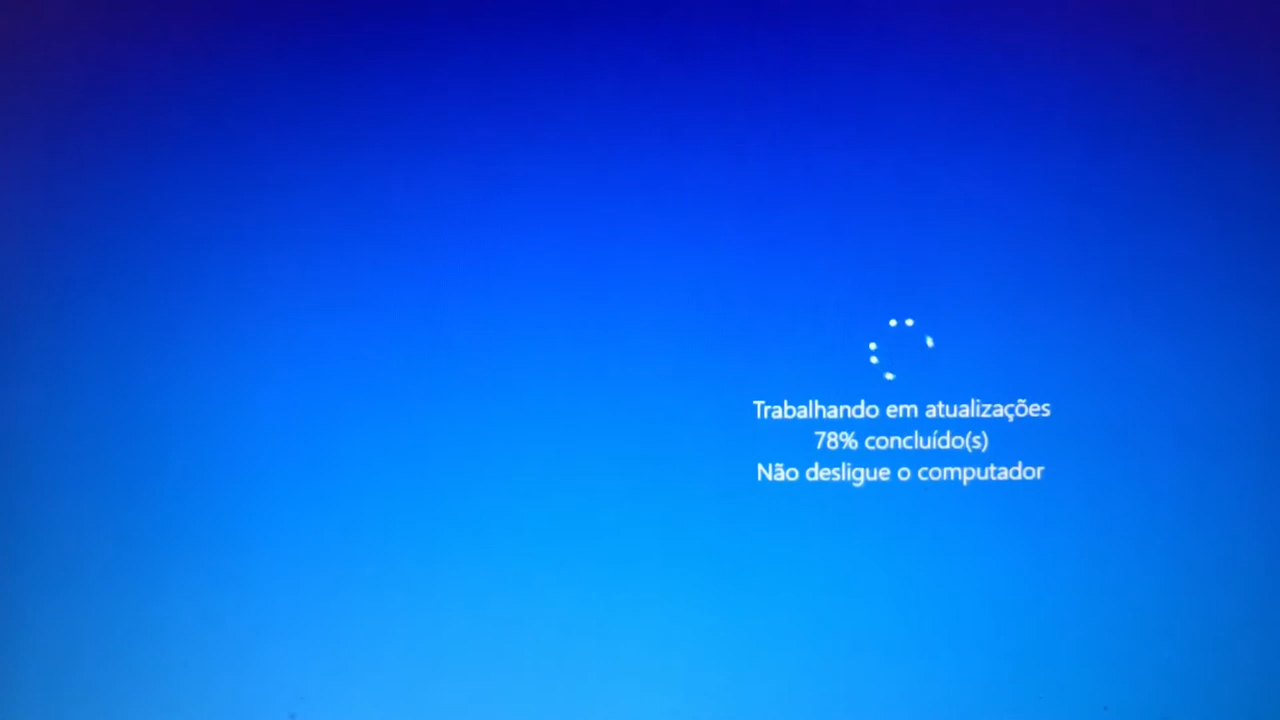 Trabalhando em atualizações
78% concluído(s)
Não desligue o computador